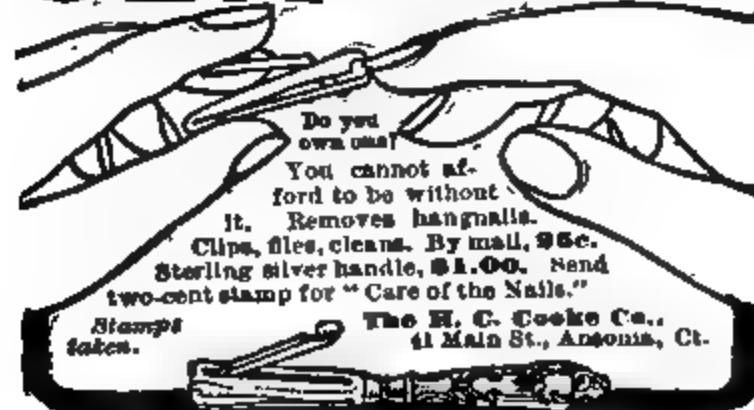 Do you
own one?
You cannot af-
ford to be without
it. Removes hangnails.
Clips, files, cleans. By mail, 25c.
Sterling silver handle, $1.00. Send
two-cent stamp for "Care of the Nails."
Stamps
taken.
The H. C. Cooke Co.,
41 Main St., Ansonia, Ct.